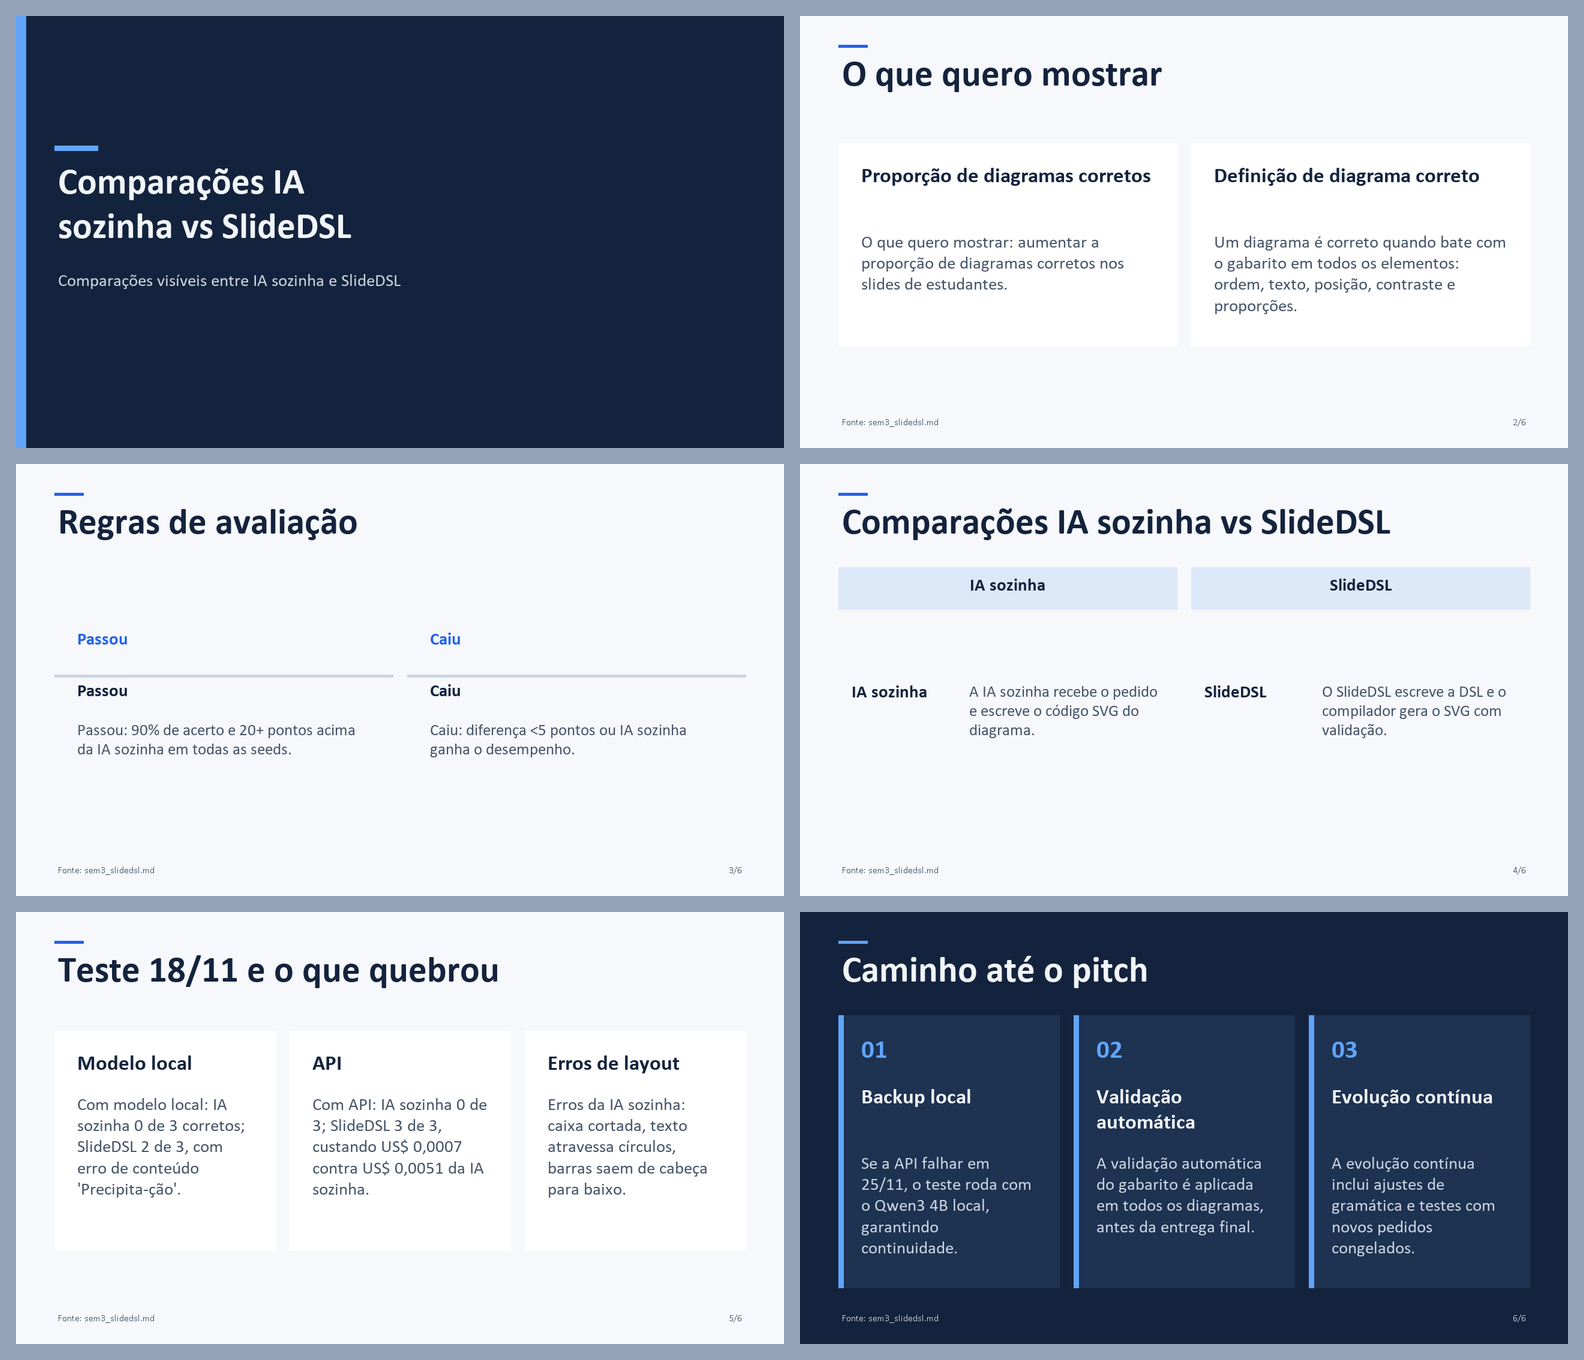 Comparações IA
sozinha vs SlideDSL
Comparações visíveis entre IA sozinha e SlideDSL
O que quero mostrar
Proporção de diagramas corretos
O que quero mostrar: aumentar a
proporção de diagramas corretos nos
slides de estudantes.
Definição de diagrama correto
Um diagrama é correto quando bate com
o gabarito em todos os elementos:
ordem, texto, posição, contraste e
proporções.
Fonte: sem3_slidedsl.md
2/6
Regras de avaliação
Passou
Passou
Passou: 90% de acerto e 20+ pontos acima
da IA sozinha em todas as seeds.
Caiu
Caiu
Caiu: diferença <5 pontos ou IA sozinha
ganha o desempenho.
Fonte: sem3_slidedsl.md
3/6
Comparações IA sozinha vs SlideDSL
IA sozinha
IA sozinha
A IA sozinha recebe o pedido
e escreve o código SVG do
diagrama.
SlideDSL
SlideDSL
O SlideDSL escreve a DSL e o
compilador gera o SVG com
validação.
Fonte: sem3_slidedsl.md
4/6
Teste 18/11 e o que quebrou
Modelo local
Com modelo local: IA
sozinha 0 de 3 corretos;
SlideDSL 2 de 3, com
erro de conteúdo
'Precipita-ção'.
API
Com API: IA sozinha 0 de
3; SlideDSL 3 de 3,
custando US$ 0,0007
contra US$ 0,0051 da IA
sozinha.
Erros de layout
Erros da IA sozinha:
caixa cortada, texto
atravessa círculos,
barras saem de cabeça
para baixo.
Fonte: sem3_slidedsl.md
5/6
Caminho até o pitch
01
Backup local
Se a API falhar em
25/11, o teste roda com
o Qwen3 4B local,
garantindo
continuidade.
02
Validação
automática
A validação automática
do gabarito é aplicada
em todos os diagramas,
antes da entrega final.
03
Evolução contínua
A evolução contínua
inclui ajustes de
gramática e testes com
novos pedidos
congelados.
Fonte: sem3_slidedsl.md
6/6